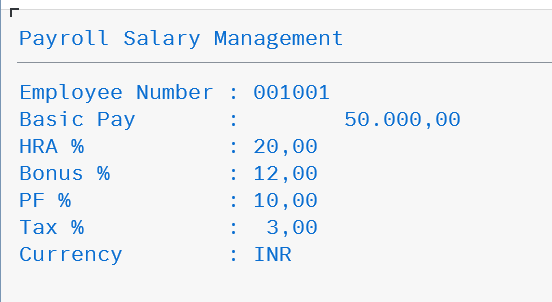 Payroll Salary Management
Employee Number : 001001
Basic Pay       :        50.000,00
HRA %           : 20,00
Bonus %         : 12,00
PF %            : 10,00
Tax %           :  3,00
Currency        : INR